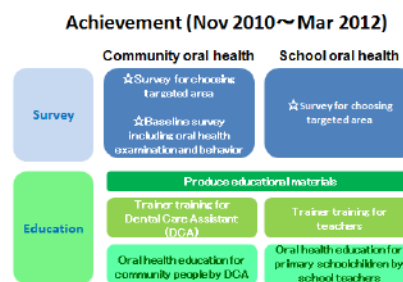 Achievement (Nov 2010～Mar 2012)
Community oral health
School oral health
Survey
☆Survey for choosing
targeted area
☆Baseline survey
including oral health
examination and behavior
☆Survey for choosing
targeted area
Education
Produce educational materials
Trainer training for
Dental Care Assistant
(DCA)
Trainer training for
teachers
Oral health education for
community people by DCA
Oral health education for
primary schoolchildren by
school teachers